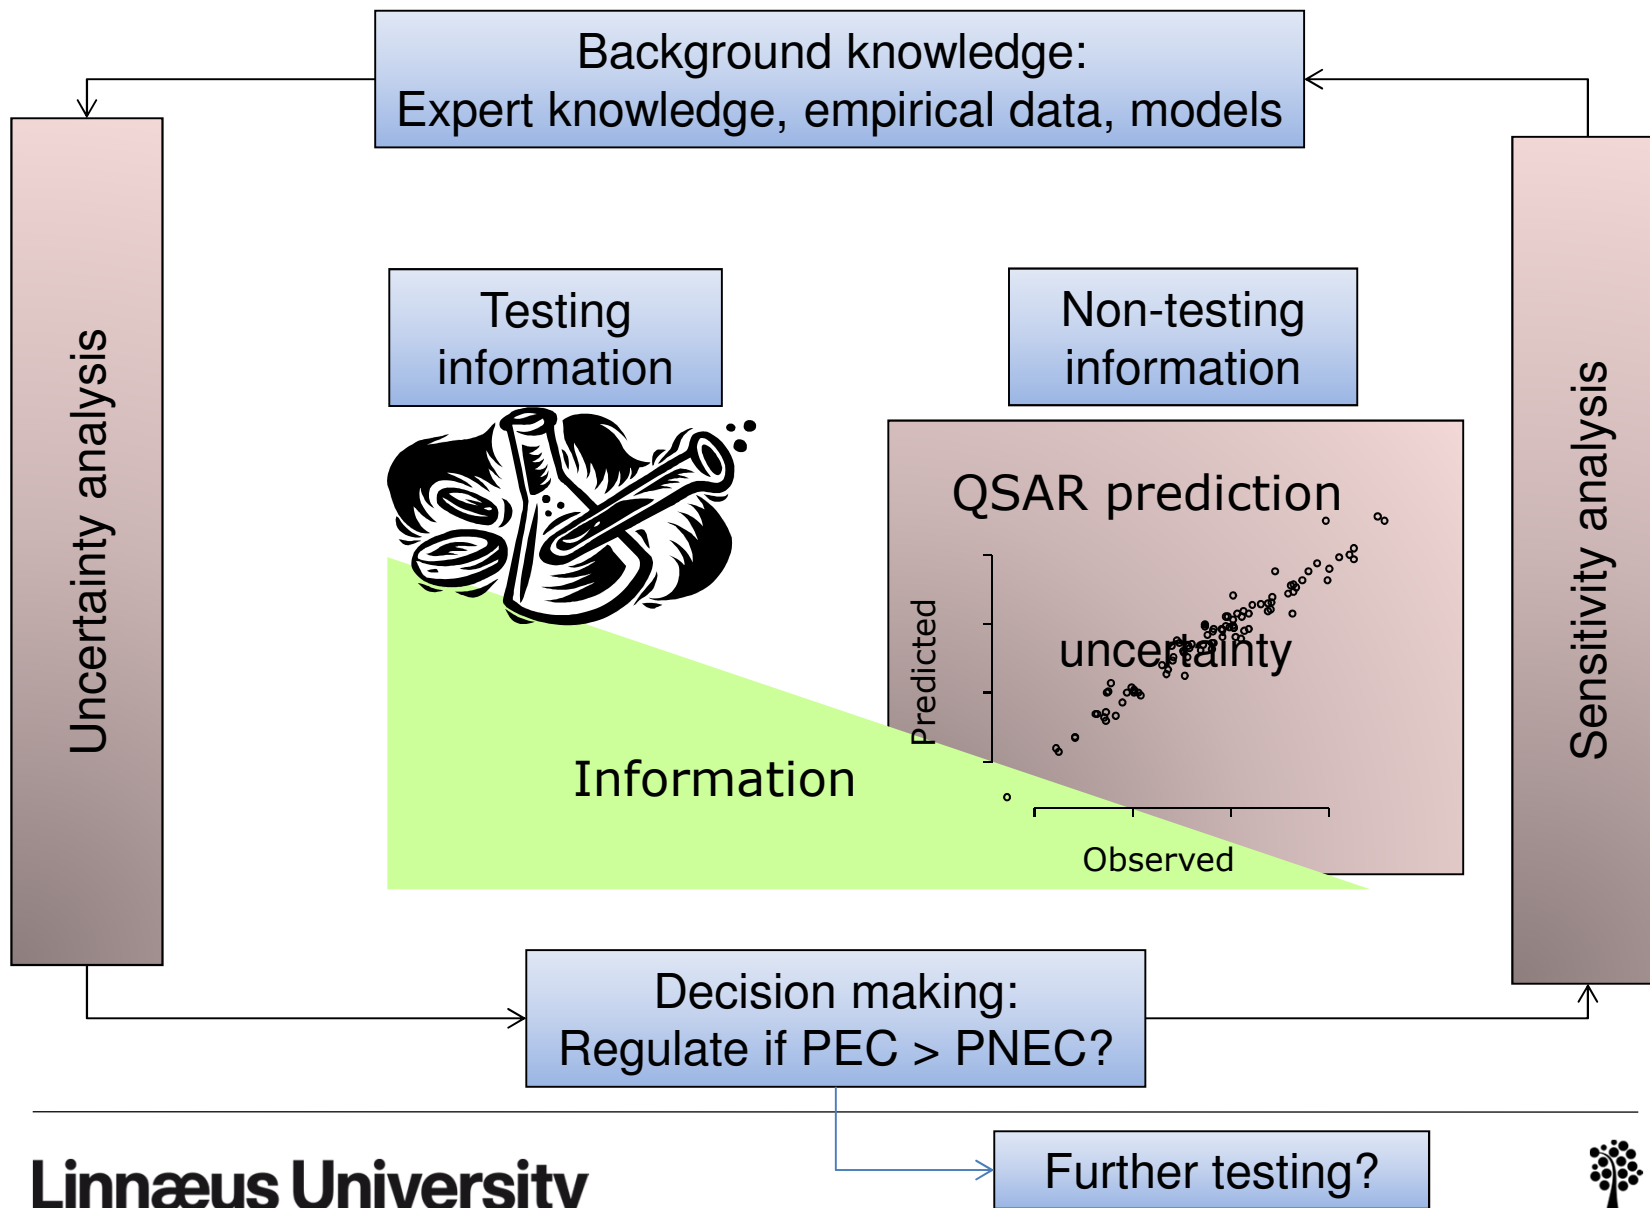 Background knowledge:
Expert knowledge, empirical data, models
Uncertainty analysis
Testing
information
Non-testing
information
Sensitivity analysis
QSAR prediction
uncertainty
Predicted
Information
Observed
Decision making:
Regulate if PEC > PNEC?
Further testing?
Linnæus University